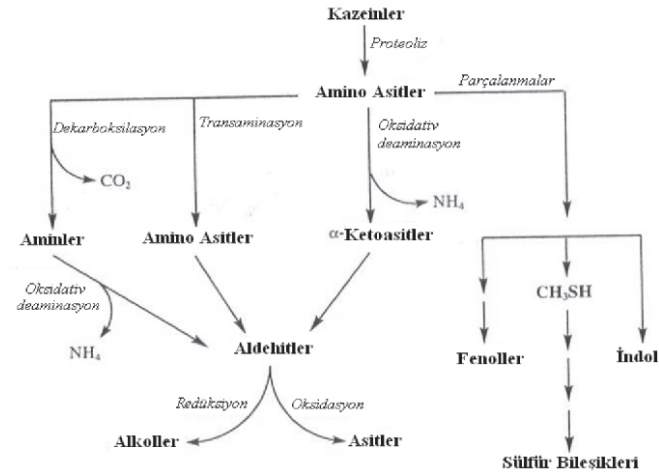 Kazeinler
Proteoliz
Amino Asitler
Parçalanmalar
Dekarboksilasyon
Transaminasyon
Oksidativ
deaminasyon
CO₂
NH₄
Aminler
Amino Asitler
α-Ketoasitler
Oksidativ
deaminasyon
CH₃SH
NH₄
Aldehitler
Fenoller
İndol
Redüksiyon
Oksidasyon
Alkoller
Asitler
Sülfür Bileşikleri